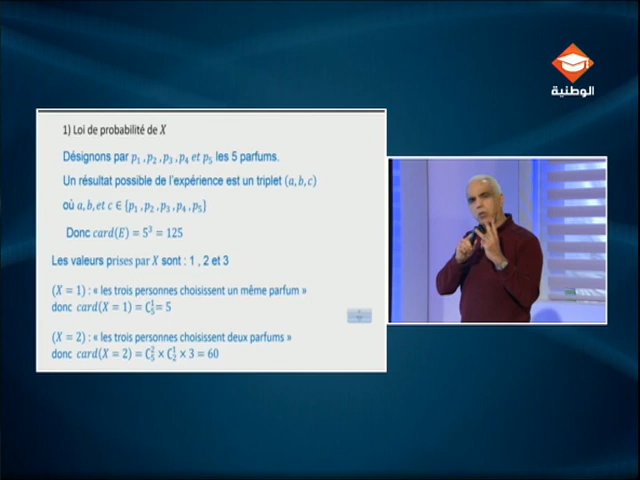 الوطنية
1) Loi de probabilité de X
Désignons par p₁, p₂, p₃, p₄ et p₅ les 5 parfums.
Un résultat possible de l'expérience est un triplet (a, b, c)
où a, b, et c ∈ {p₁, p₂, p₃, p₄, p₅}
Donc card(E) = 5³ = 125
Les valeurs prises par X sont : 1 , 2 et 3
(X = 1) : « les trois personnes choisissent un même parfum »
donc card(X = 1) = C₅¹ = 5
(X = 2) : « les trois personnes choisissent deux parfums »
donc card(X = 2) = C₅² × C₂¹ × 3 = 60